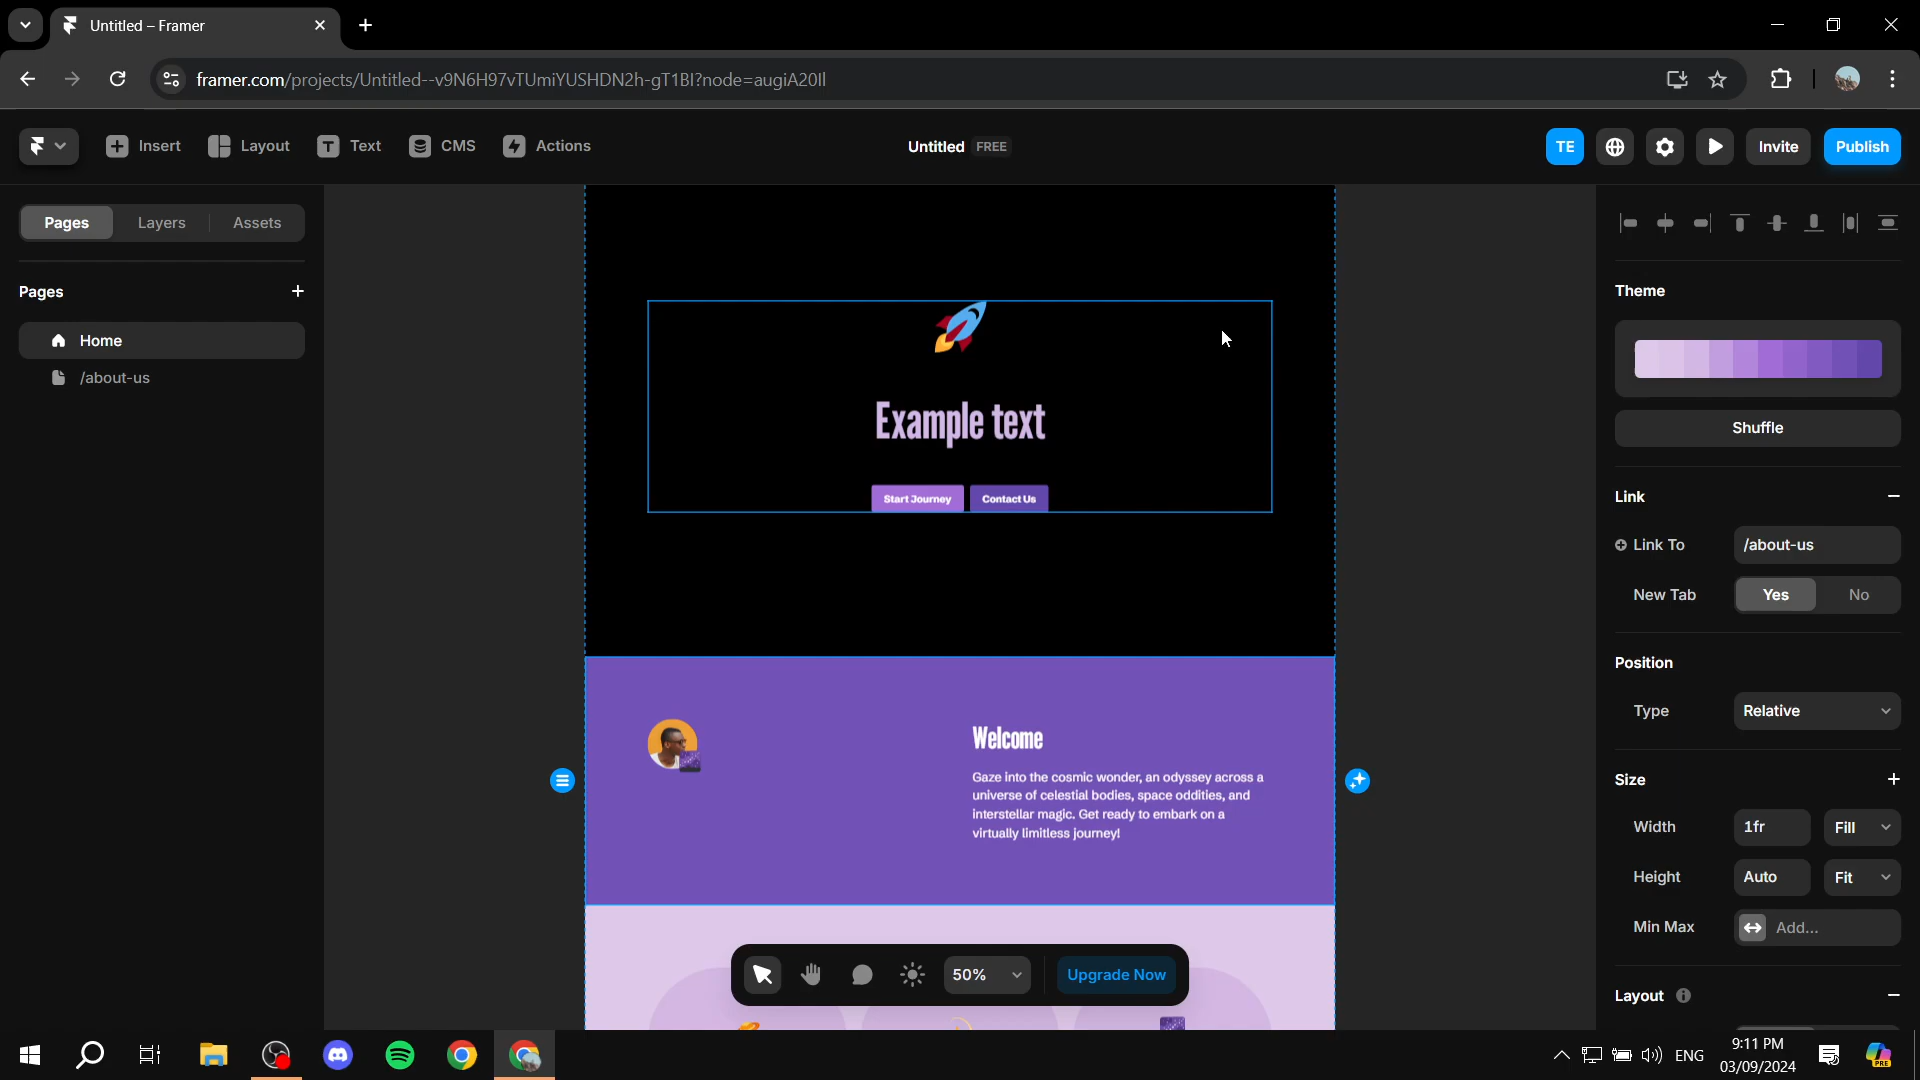 Untitled – Framer
framer.com/projects/Untitled--v9N6H97vTUmiYUSHDN2h-gT1BI?node=augiA20Il
Insert
Layout
Text
CMS
Actions
Untitled FREE
TE
Invite
Publish
Pages
Layers
Assets
Pages
Home
/about-us
Example text
Start Journey
Contact Us
Welcome
Gaze into the cosmic wonder, an odyssey across a
universe of celestial bodies, space oddities, and
interstellar magic. Get ready to embark on a
virtually limitless journey!
50%
Upgrade Now
Theme
Shuffle
Link
Link To
/about-us
New Tab
Yes
No
Position
Type
Relative
Size
Width
1fr
Fill
Height
Auto
Fit
Min Max
Add...
Layout
ENG
9:11 PM
03/09/2024
PRE